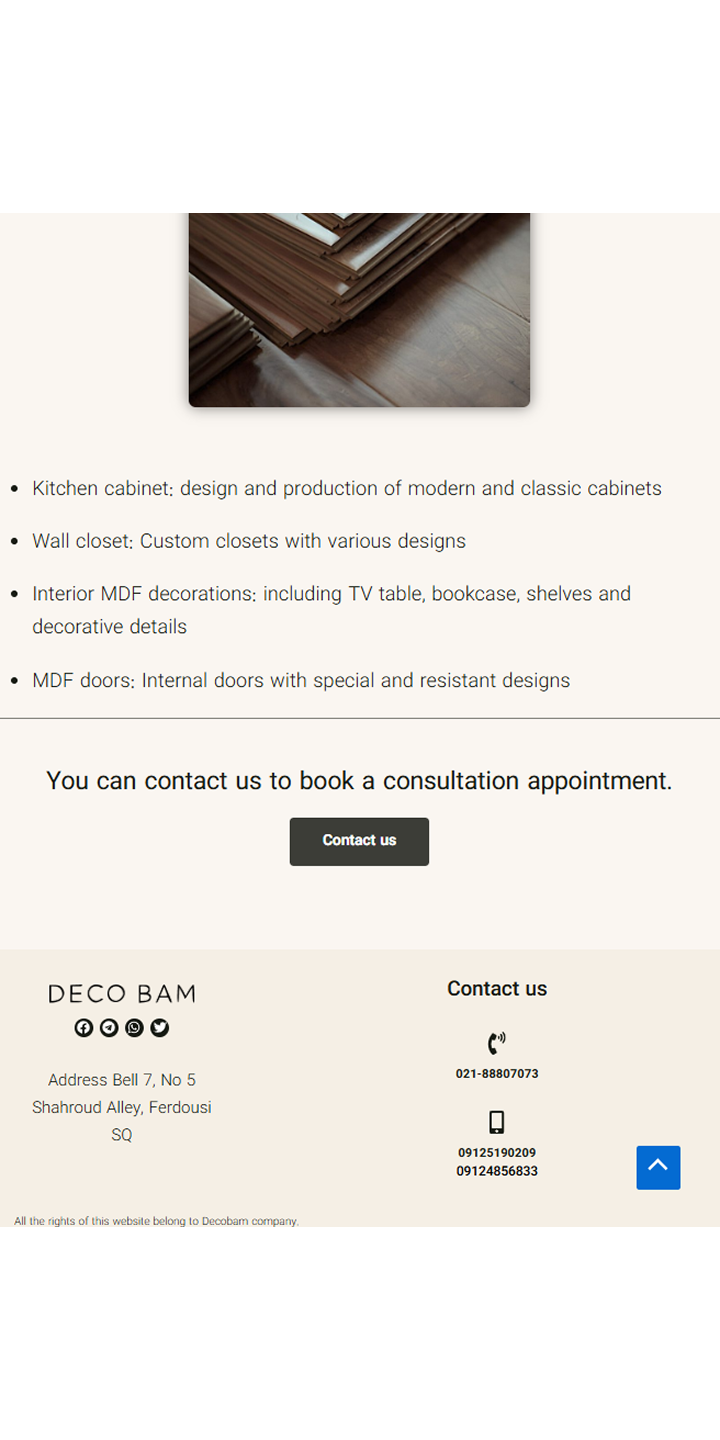 Kitchen cabinet: design and production of modern and classic cabinets
Wall closet: Custom closets with various designs
Interior MDF decorations: including TV table, bookcase, shelves and
decorative details
MDF doors: Internal doors with special and resistant designs
You can contact us to book a consultation appointment.
Contact us
DECO BAM
Address Bell 7, No 5
Shahroud Alley, Ferdousi
SQ
Contact us
021-88807073
09125190209
09124856833
All the rights of this website belong to Decobam company.